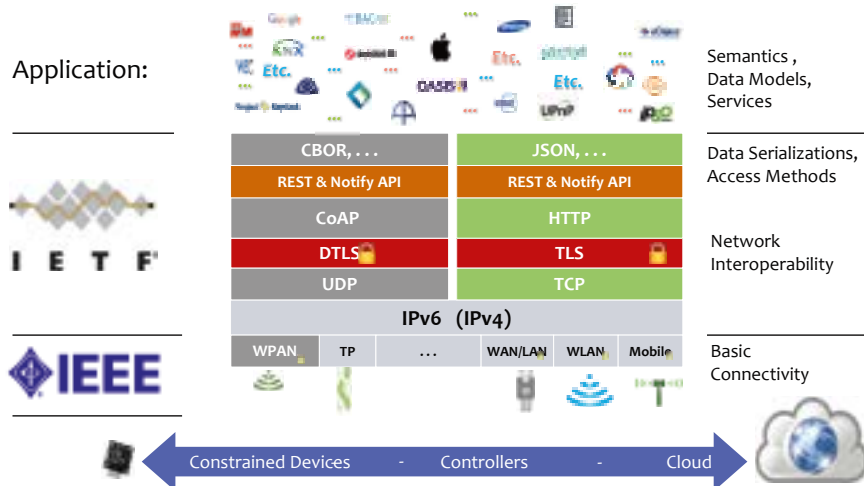 Application:
Google
Etc.
OASIS
Etc.
Etc.
UPnP
Semantics ,
Data Models,
Services
CBOR, . . .
JSON, . . .
Data Serializations,
Access Methods
REST & Notify API
REST & Notify API
CoAP
HTTP
I E T F
DTLS
TLS
Network
Interoperability
UDP
TCP
IPv6 (IPv4)
WPAN
TP
. . .
WAN/LAN
WLAN
Mobile
Basic
Connectivity
IEEE
Constrained Devices - Controllers - Cloud